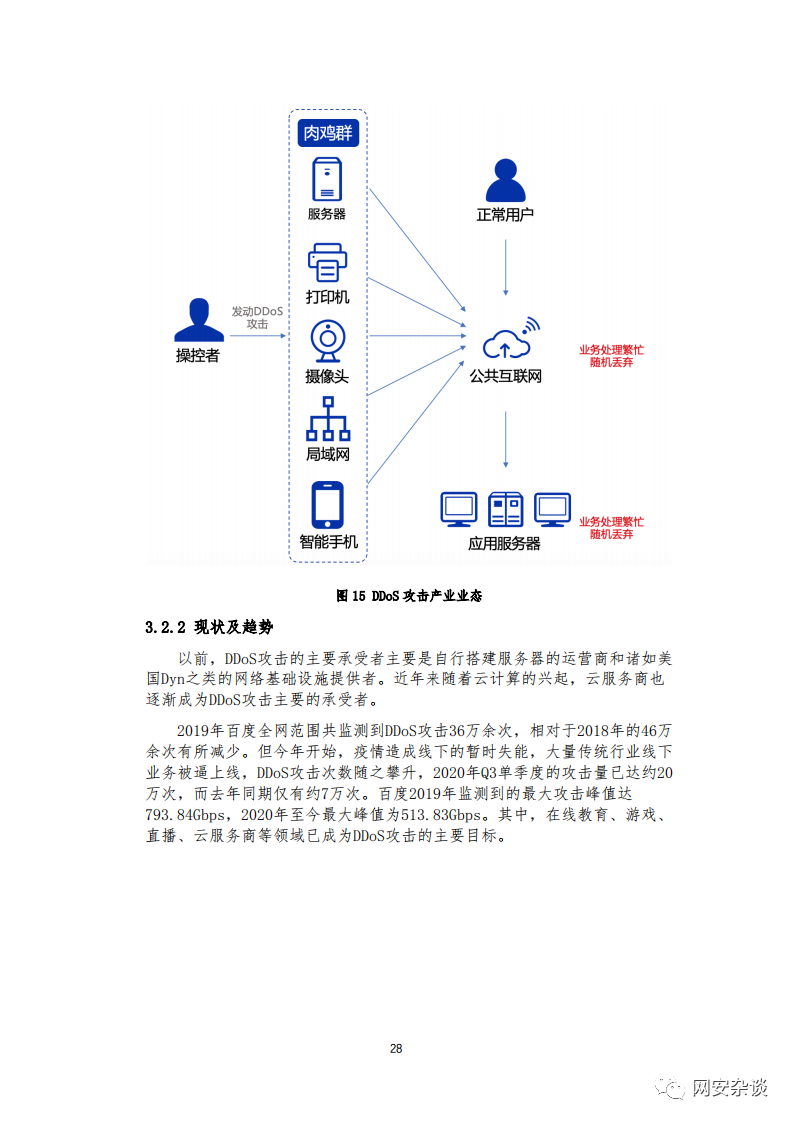 肉鸡群
服务器
正常用户
打印机
发动DDoS
攻击
操控者
摄像头
公共互联网
业务处理繁忙
随机丢弃
局域网
智能手机
应用服务器
业务处理繁忙
随机丢弃
图 15 DDoS 攻击产业业态
3.2.2 现状及趋势
以前，DDoS攻击的主要承受者主要是自行搭建服务器的运营商和诸如美
国Dyn之类的网络基础设施提供者。近年来随着云计算的兴起，云服务商也
逐渐成为DDoS攻击主要的承受者。
2019年百度全网范围共监测到DDoS攻击36万余次，相对于2018年的46万
余次有所减少。但今年开始，疫情造成线下的暂时失能，大量传统行业线下
业务被逼上线，DDoS攻击次数随之攀升，2020年Q3单季度的攻击量已达约20
万次，而去年同期仅有约7万次。百度2019年监测到的最大攻击峰值达
793.84Gbps，2020年至今最大峰值为513.83Gbps。其中，在线教育、游戏、
直播、云服务商等领域已成为DDoS攻击的主要目标。
28
网安杂谈